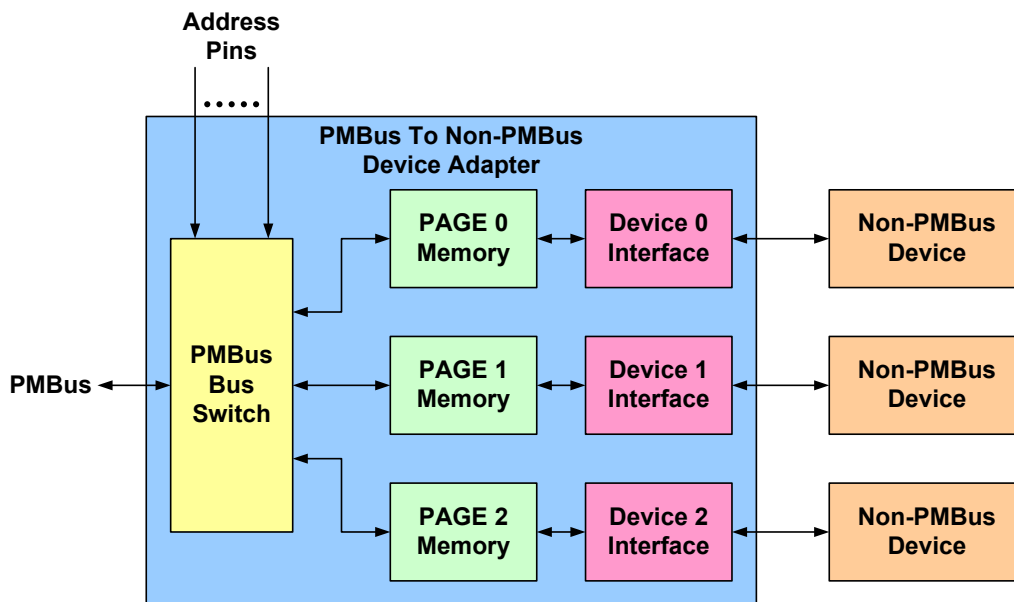 Address
Pins
PMBus To Non-PMBus
Device Adapter
PAGE 0
Memory
Device 0
Interface
Non-PMBus
Device
PMBus
PMBus
Bus
Switch
PAGE 1
Memory
Device 1
Interface
Non-PMBus
Device
PAGE 2
Memory
Device 2
Interface
Non-PMBus
Device